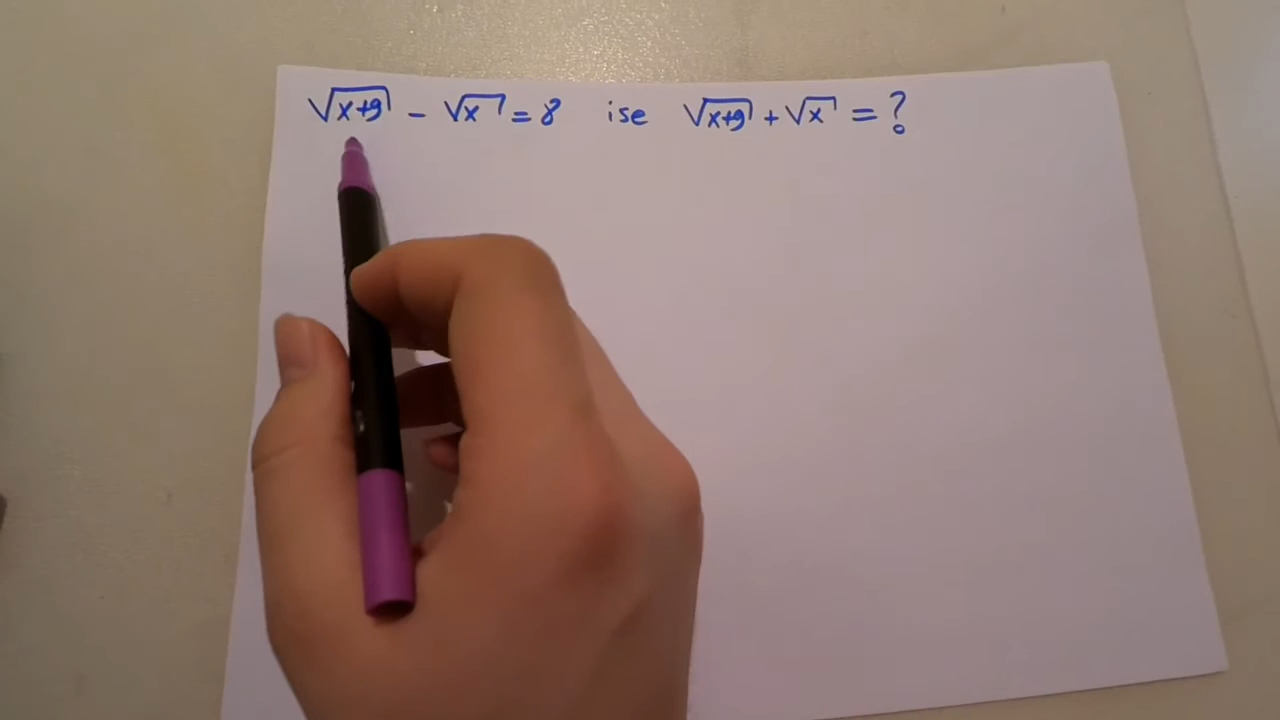 √(x+9) - √x = 8 ise √(x+9) + √x = ?